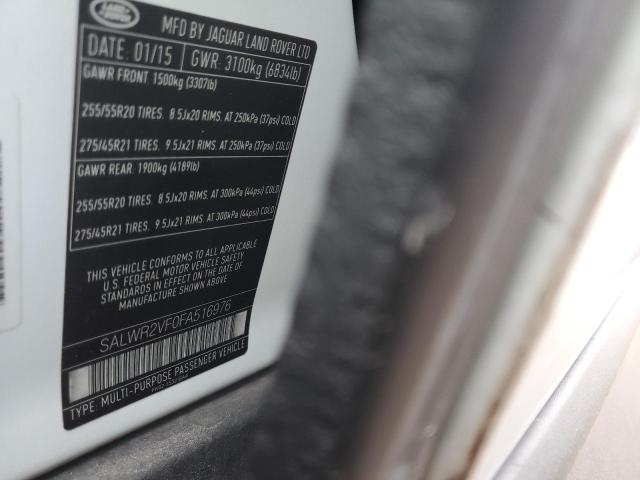 LAND ROVER
MFD BY JAGUAR LAND ROVER LTD
DATE: 01/15 GWR: 3100kg (6834lb)
GAWR FRONT: 1500kg (3307lb)
255/55R20 TIRES. 8 5Jx20 RIMS. AT 250kPa (37psi) COLD
275/45R21 TIRES. 9 5Jx21 RIMS. AT 250kPa (37psi) COLD
GAWR REAR: 1900kg (4189lb)
255/55R20 TIRES. 8 5Jx20 RIMS. AT 300kPa (44psi) COLD
275/45R21 TIRES. 9 5Jx21 RIMS. AT 300kPa (44psi) COLD
THIS VEHICLE CONFORMS TO ALL APPLICABLE
U.S. FEDERAL MOTOR VEHICLE SAFETY
STANDARDS IN EFFECT ON THE DATE OF
MANUFACTURE SHOWN ABOVE
SALWR2VF0FA516976
TYPE: MULTI-PURPOSE PASSENGER VEHICLE